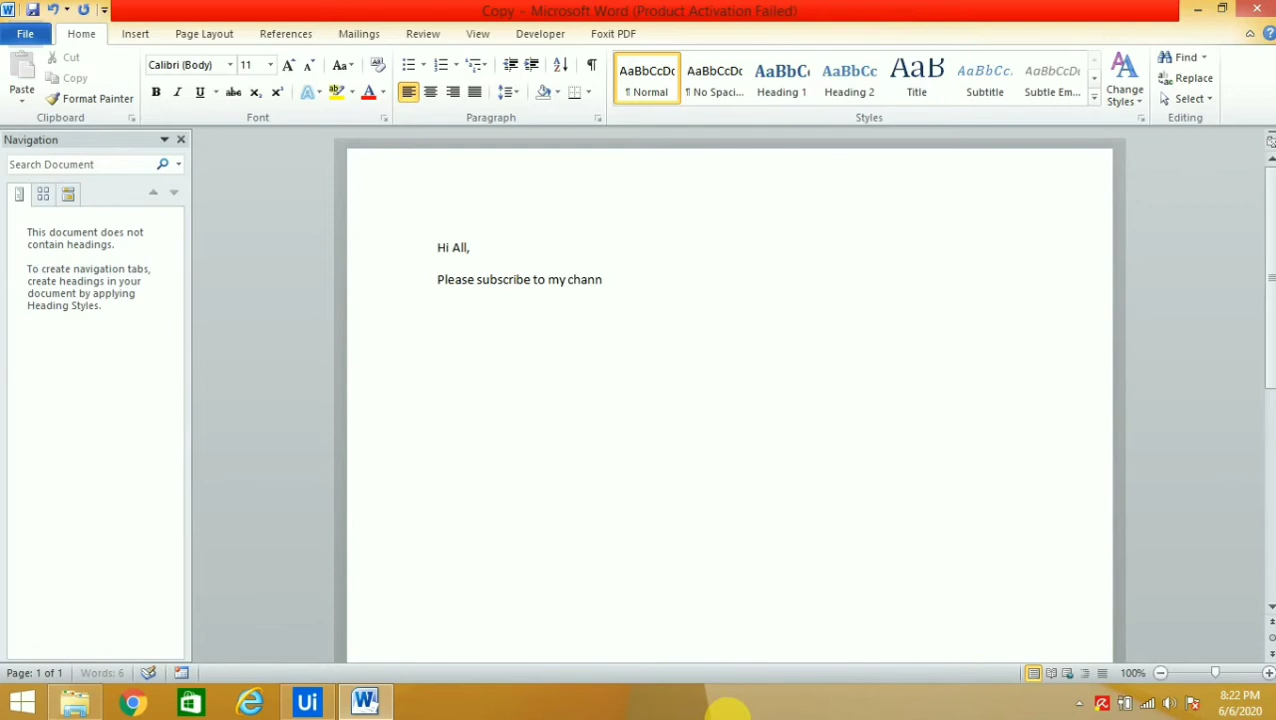 Copy - Microsoft Word (Product Activation Failed)
File Home Insert Page Layout References Mailings Review View Developer Foxit PDF
Cut
Copy
Paste
Format Painter
Clipboard
Calibri (Body) 11
Font
Paragraph
AaBbCcDc AaBbCcDc AaBbCc AaBbCc AaB AaBbCc. AaBbCcDc
¶ Normal ¶ No Spaci... Heading 1 Heading 2 Title Subtitle Subtle Em...
Change Styles
Styles
Find
Replace
Select
Editing
Navigation
Search Document
This document does not
contain headings.
To create navigation tabs,
create headings in your
document by applying
Heading Styles.
Hi All,
Please subscribe to my chann
Page: 1 of 1 Words: 6
100%
8:22 PM
6/6/2020